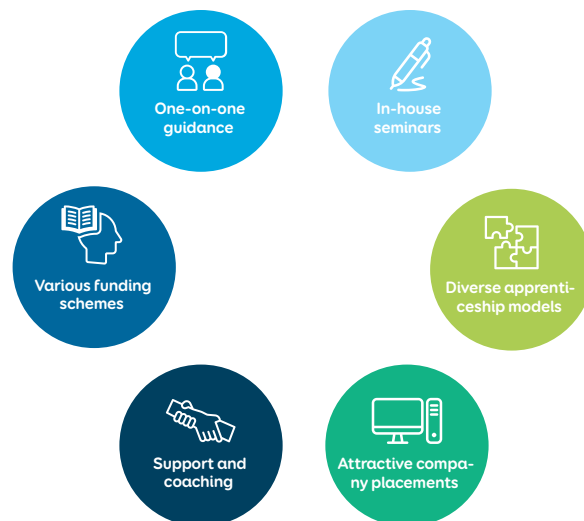 One-on-one
guidance
In-house
seminars
Various funding
schemes
Diverse apprenti-
ceship models
Support and
coaching
Attractive compa-
ny placements